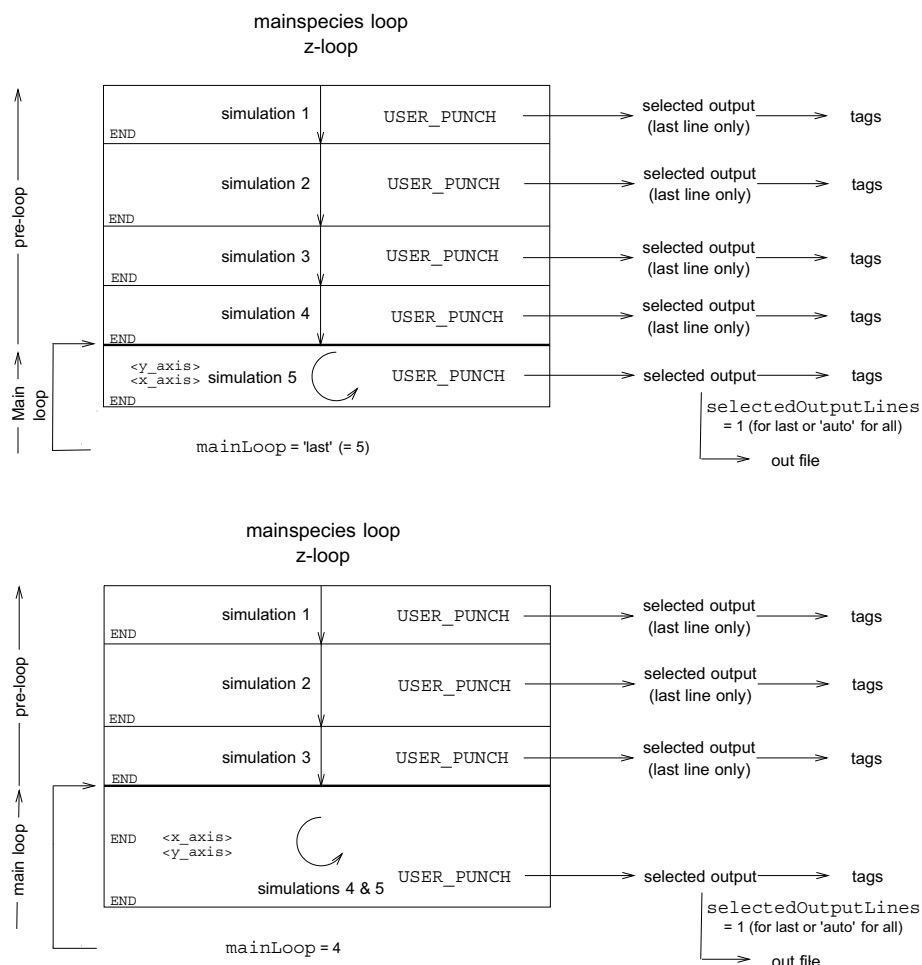 mainspecies loop
z-loop
pre-loop
simulation 1 USER_PUNCH selected output
(last line only) tags
END
simulation 2 USER_PUNCH selected output
(last line only) tags
END
simulation 3 USER_PUNCH selected output
(last line only) tags
END
simulation 4 USER_PUNCH selected output
(last line only) tags
END
Main
loop
<y_axis>
<x_axis> simulation 5 USER_PUNCH selected output tags
END
selectedOutputLines
= 1 (for last or 'auto' for all)
mainLoop = 'last' (= 5)
out file
mainspecies loop
z-loop
pre-loop
simulation 1 USER_PUNCH selected output
(last line only) tags
END
simulation 2 USER_PUNCH selected output
(last line only) tags
END
simulation 3 USER_PUNCH selected output
(last line only) tags
END
main loop
END <x_axis>
<y_axis>
simulations 4 & 5 USER_PUNCH selected output tags
END
selectedOutputLines
= 1 (for last or 'auto' for all)
mainLoop = 4
out file